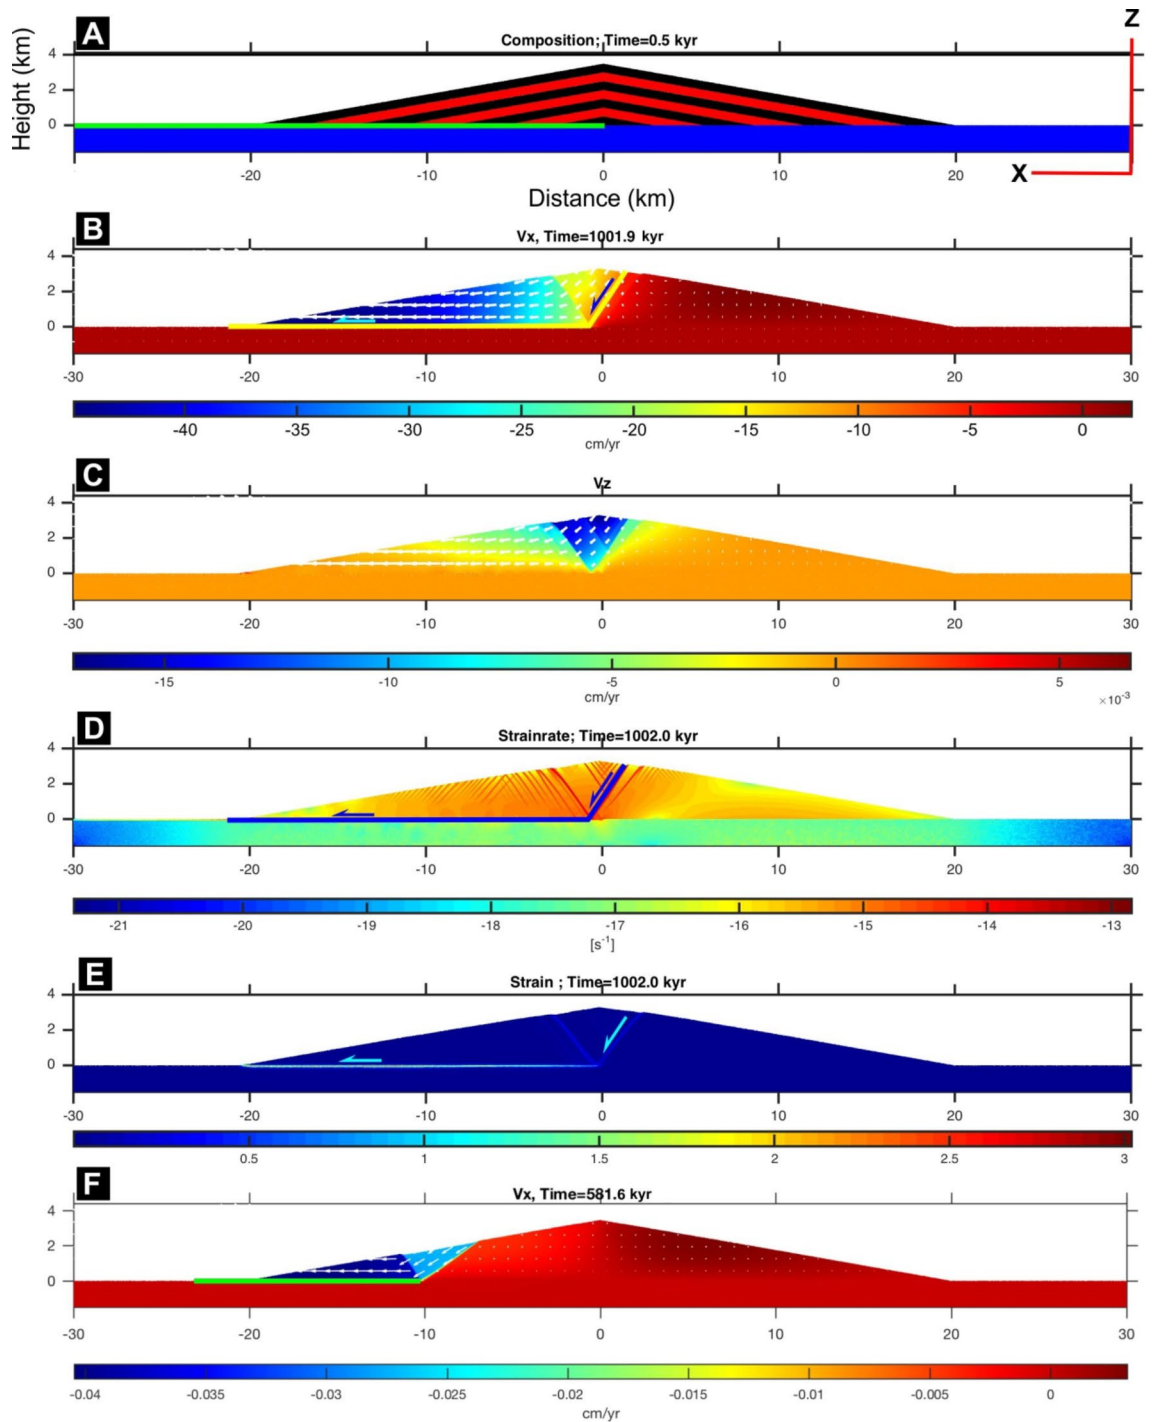 A
Z
Composition; Time=0.5 kyr
Height (km)
4
2
0
-20 -10 0 10 20
X
Distance (km)
B
Vx, Time=1001.9 kyr
4
2
0
-30 -20 -10 0 10 20 30
-40 -35 -30 -25 -20 -15 -10 -5 0
cm/yr
C
Vz
4
2
0
-30 -20 -10 0 10 20 30
-15 -10 -5 0 5
cm/yr
×10-3
D
Strainrate; Time=1002.0 kyr
4
2
0
-30 -20 -10 0 10 20 30
-21 -20 -19 -18 -17 -16 -15 -14 -13
[s-1]
E
Strain ; Time=1002.0 kyr
4
2
0
-30 -20 -10 0 10 20 30
0.5 1 1.5 2 2.5 3
F
Vx, Time=581.6 kyr
4
2
0
-30 -20 -10 0 10 20 30
-0.04 -0.035 -0.03 -0.025 -0.02 -0.015 -0.01 -0.005 0
cm/yr